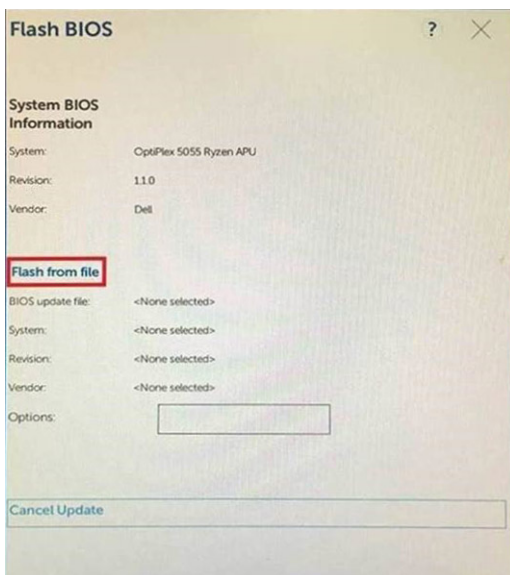 Flash BIOS
?
System BIOS
Information
System: OptiPlex 5055 Ryzen APU
Revision: 1.1.0
Vendor: Dell
Flash from file
BIOS update file: <None selected>
System: <None selected>
Revision: <None selected>
Vendor: <None selected>
Options:
Cancel Update